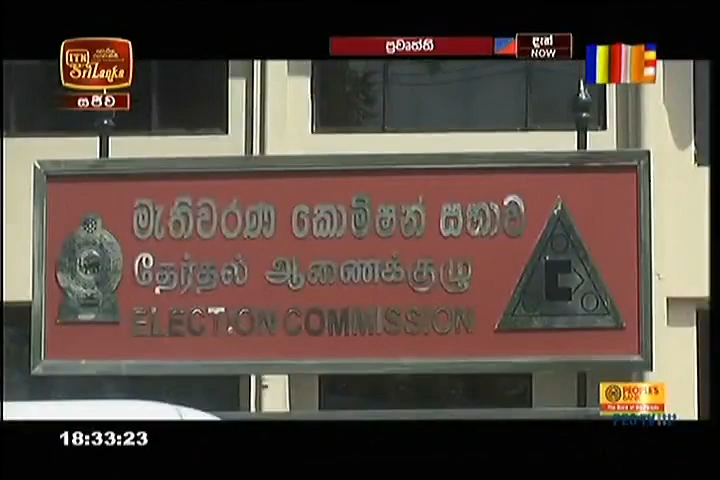 ITN
Sri Lanka
සජීව
ප්‍රවෘත්ති
දැන්
NOW
මැතිවරණ කොමිෂන් සභාව
தேர்தல் ஆணைக்குழு
ELECTION COMMISSION
PEOPLE'S
BANK
18:33:23